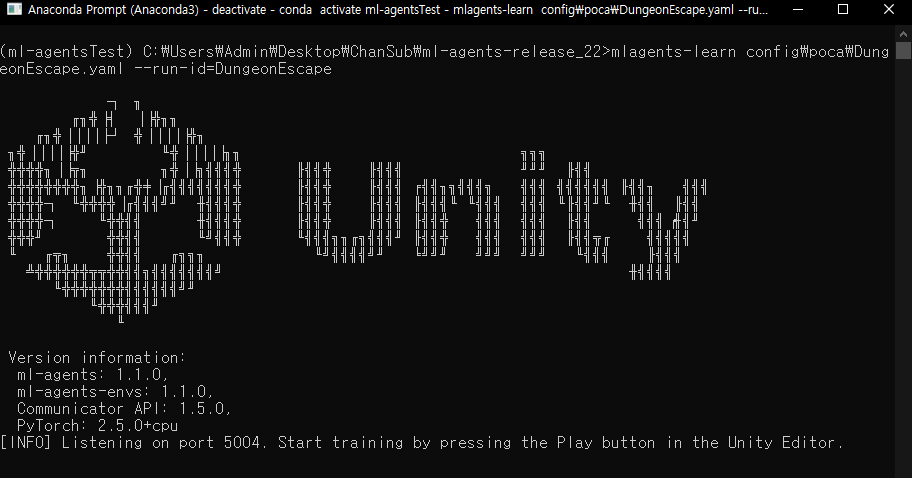 Anaconda Prompt (Anaconda3) - deactivate - conda  activate ml-agentsTest - mlagents-learn  config₩poca₩DungeonEscape.yaml --ru...
(ml-agentsTest) C:₩Users₩Admin₩Desktop₩ChanSub₩ml-agents-release_22>mlagents-learn config₩poca₩Dung
eonEscape.yaml --run-id=DungeonEscape
Unity
Version information:
ml-agents: 1.1.0,
ml-agents-envs: 1.1.0,
Communicator API: 1.5.0,
PyTorch: 2.5.0+cpu
[INFO] Listening on port 5004. Start training by pressing the Play button in the Unity Editor.